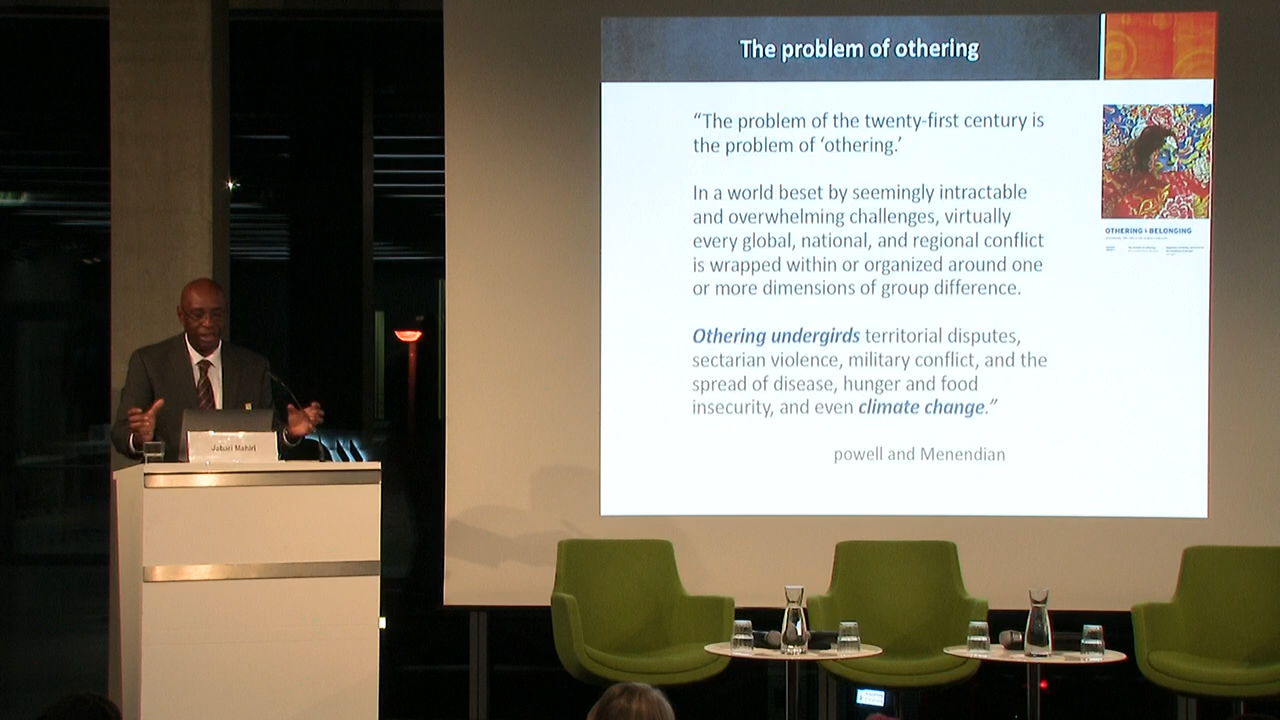 The problem of othering
“The problem of the twenty-first century is
the problem of ‘othering.’
In a world beset by seemingly intractable
and overwhelming challenges, virtually
every global, national, and regional conflict
is wrapped within or organized around one
or more dimensions of group difference.
Othering undergirds territorial disputes,
sectarian violence, military conflict, and the
spread of disease, hunger and food
insecurity, and even climate change.”
powell and Menendian
OTHERING & BELONGING
Jabari Mahiri